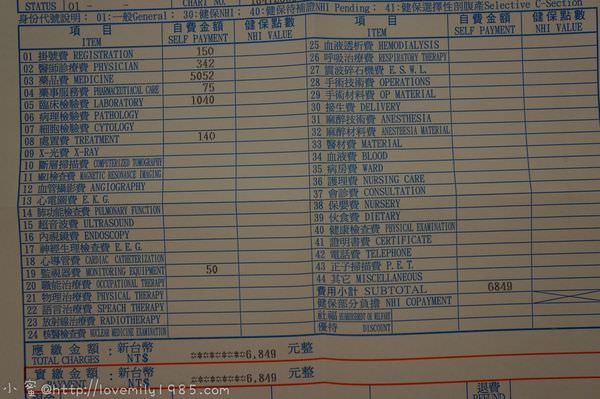 STATUS 01 - - CHART NO.
身份代號說明： 01：一般General； 30：健保NHI； 40：健保待補證NHI Pending； 41：健保選擇性剖腹產Selective C-Section
項 目 自費金額 健保點數 項 目 自費金額 健保點數
ITEM SELF PAYMENT NHI VALUE ITEM SELF PAYMENT NHI VALUE
01 掛號費 REGISTRATION 150
02 醫師診療費 PHYSICIAN 342
03 藥品費 MEDICINE 5052
04 藥事服務費 PHARMACEUTICAL CARE 75
05 臨床檢驗費 LABORATORY 1040
06 病理檢驗費 PATHOLOGY
07 細胞檢驗費 CYTOLOGY
08 處置費 TREATMENT 140
09 X-光費 X-RAY
10 斷層掃描費 COMPUTERIZED TOMOGRAPHY
11 MRI檢查費 MAGNETIC RESONANCE IMAGING
12 血管攝影費 ANGIOGRAPHY
13 心電圖費 E.K.G.
14 肺功能檢查費 PULMONARY FUNCTION
15 超音波費 ULTRASOUND
16 內視鏡費 ENDOSCOPY
17 神經生理檢查費 E.E.G.
18 心導管費 CARDIAC CATHETERIZATION
19 監視器費 MONITORING EQUIPMENT 50
20 職能治療費 OCCUPATIONAL THERAPY
21 物理治療費 PHYSICAL THERAPY
22 語言治療費 SPEACH THERAPY
23 放射線治療費 RADIOTHERAPY
24 核醫檢查費 NUCLEAR MEDICINE EXAMINATION
25 血液透析費 HEMODIALYSIS
26 呼吸治療費 RESPIRATORY THERAPY
27 震波碎石機費 E.S.W.L.
28 手術技術費 OPERATIONS
29 手術材料費 OP MATERIAL
30 接生費 DELIVERY
31 麻醉技術費 ANESTHESIA
32 麻醉材料費 ANESTHESIA MATERIAL
33 醫材費 MATERIAL
34 血液費 BLOOD
35 病房費 WARD
36 護理費 NURSING CARE
37 會診費 CONSULTATION
38 保嬰費 NURSERY
39 伙食費 DIETARY
40 健康檢查費 PHYSICAL EXAMINATION
41 證明書費 CERTIFICATE
42 電話費 TELEPHONE
43 正子掃描費 P.E.T.
44 其它 MISCELLANEOUS
費用小計 SUBTOTAL 6849
健保部分負擔 NHI COPAYMENT
社福
優待 DISCOUNT
應繳金額：新台幣 ********6,849 元整
TOTAL CHARGES NT$
實繳金額：新台幣 ********6,849 元整
PAYMENT NT$
退費
REFUND
小蜜@http://lovemily1985.com